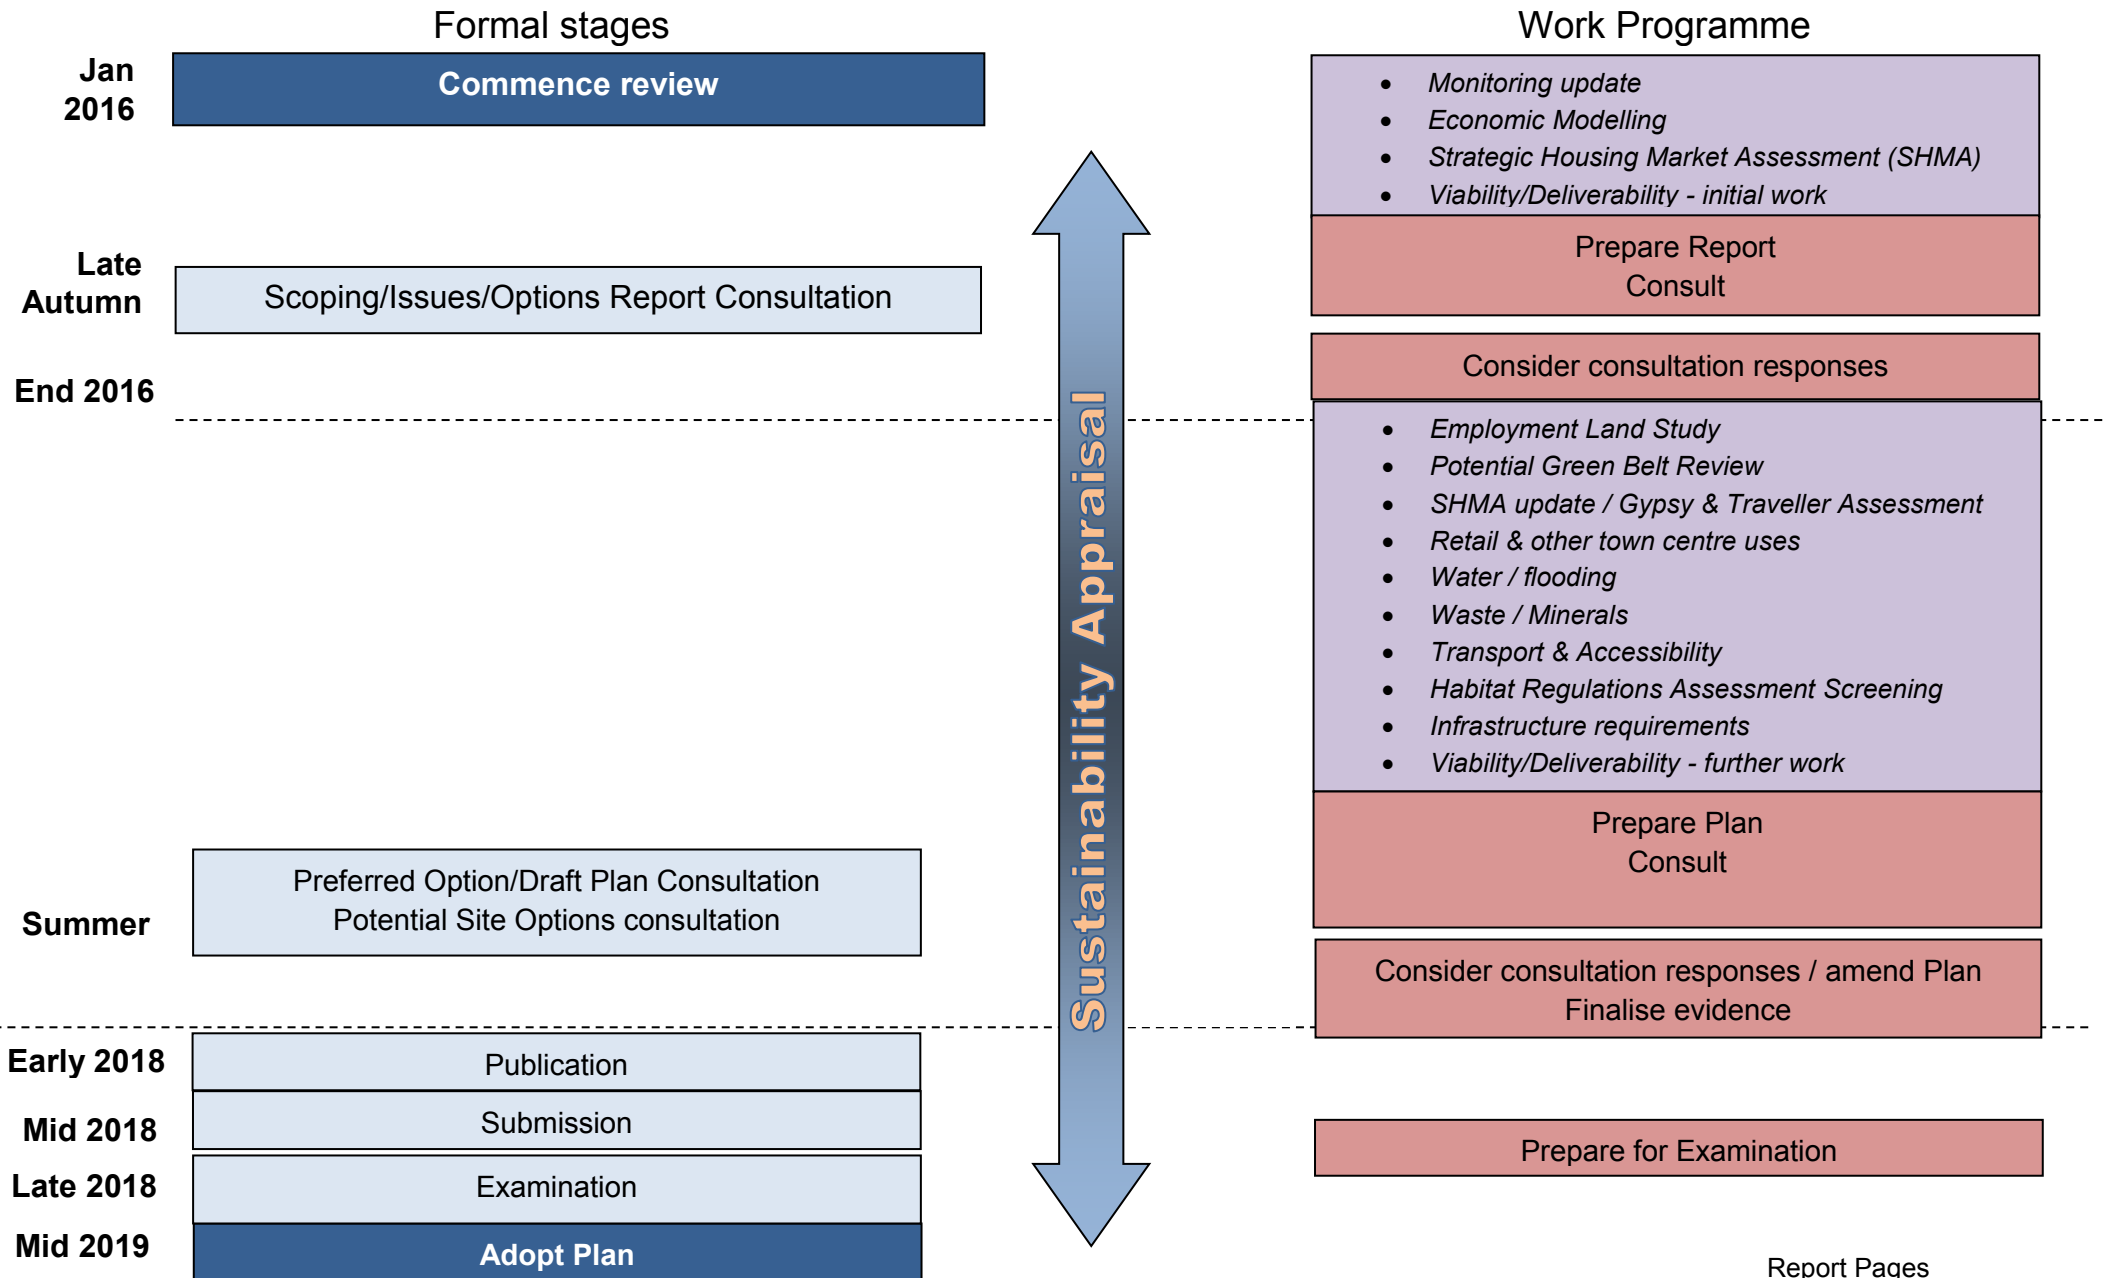 Formal stages
Work Programme
Jan
2016
Commence review
• Monitoring update
• Economic Modelling
• Strategic Housing Market Assessment (SHMA)
• Viability/Deliverability - initial work
Prepare Report
Consult
Late
Autumn
Scoping/Issues/Options Report Consultation
Consider consultation responses
End 2016
• Employment Land Study
• Potential Green Belt Review
• SHMA update / Gypsy & Traveller Assessment
• Retail & other town centre uses
• Water / flooding
• Waste / Minerals
• Transport & Accessibility
• Habitat Regulations Assessment Screening
• Infrastructure requirements
• Viability/Deliverability - further work
Sustainability Appraisal
Prepare Plan
Consult
Summer
Preferred Option/Draft Plan Consultation
Potential Site Options consultation
Consider consultation responses / amend Plan
Finalise evidence
Early 2018
Publication
Mid 2018
Submission
Prepare for Examination
Late 2018
Examination
Mid 2019
Adopt Plan
Report Pages